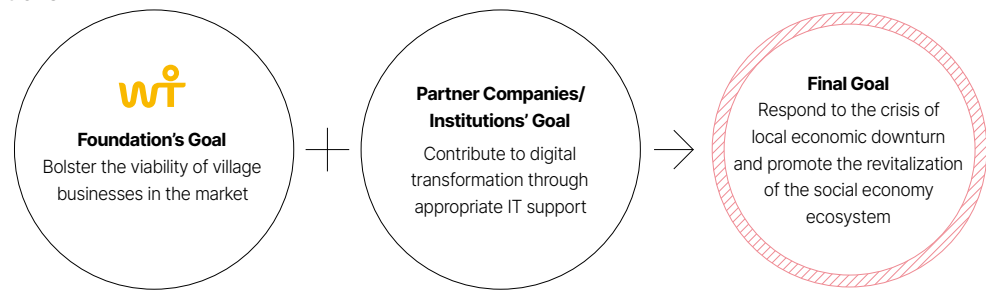 Foundation's Goal
Bolster the viability of village
businesses in the market
Partner Companies/
Institutions' Goal
Contribute to digital
transformation through
appropriate IT support
Final Goal
Respond to the crisis of
local economic downturn
and promote the revitalization
of the social economy
ecosystem